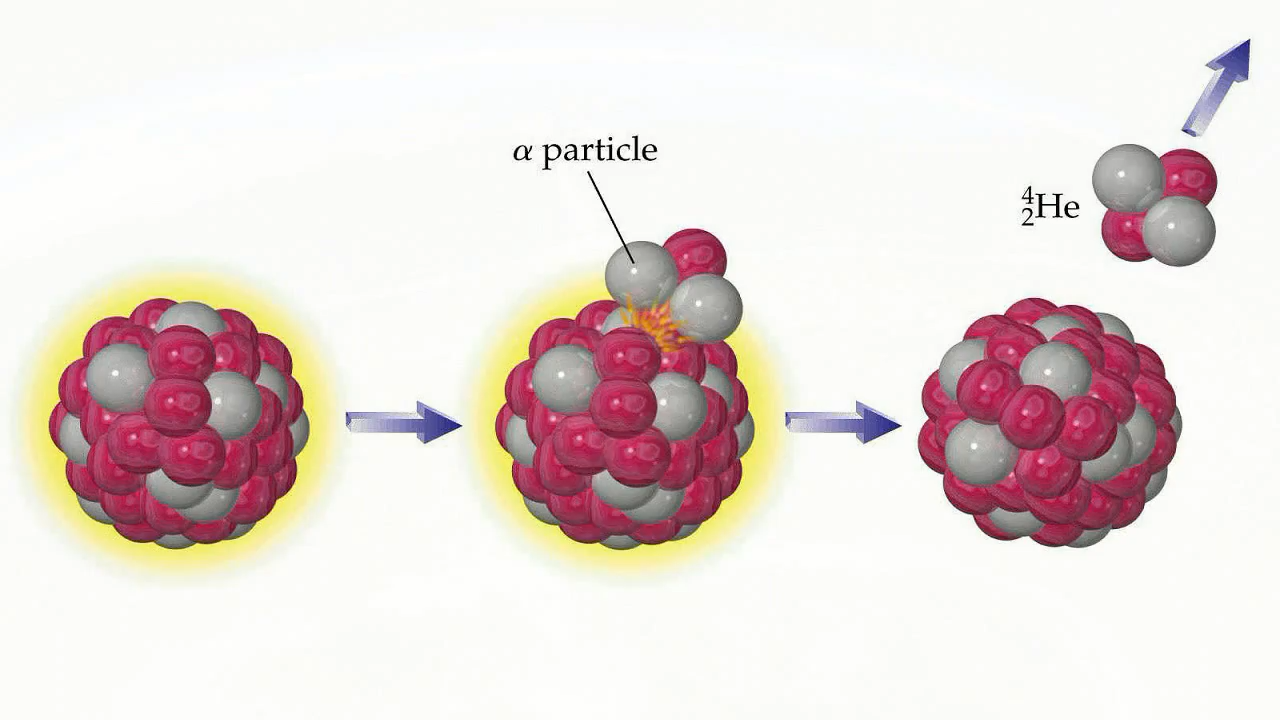 α particle
⁴₂He